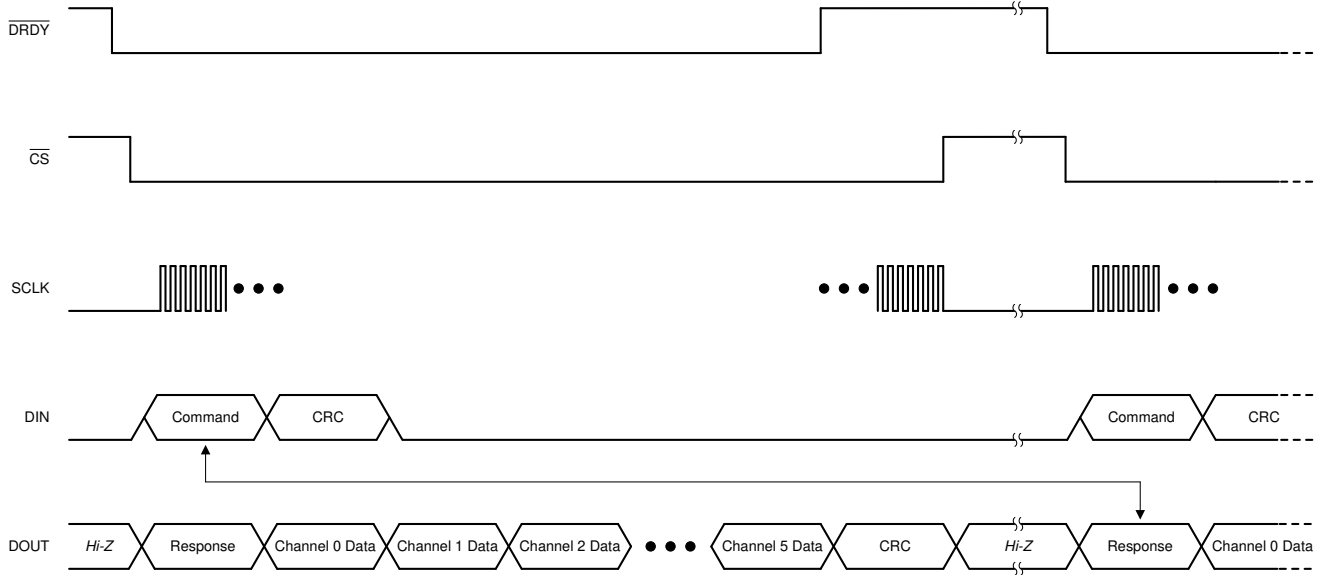 DRDY
CS
SCLK
DIN
Command
CRC
Command
CRC
DOUT
Hi-Z
Response
Channel 0 Data
Channel 1 Data
Channel 2 Data
Channel 5 Data
CRC
Hi-Z
Response
Channel 0 Data